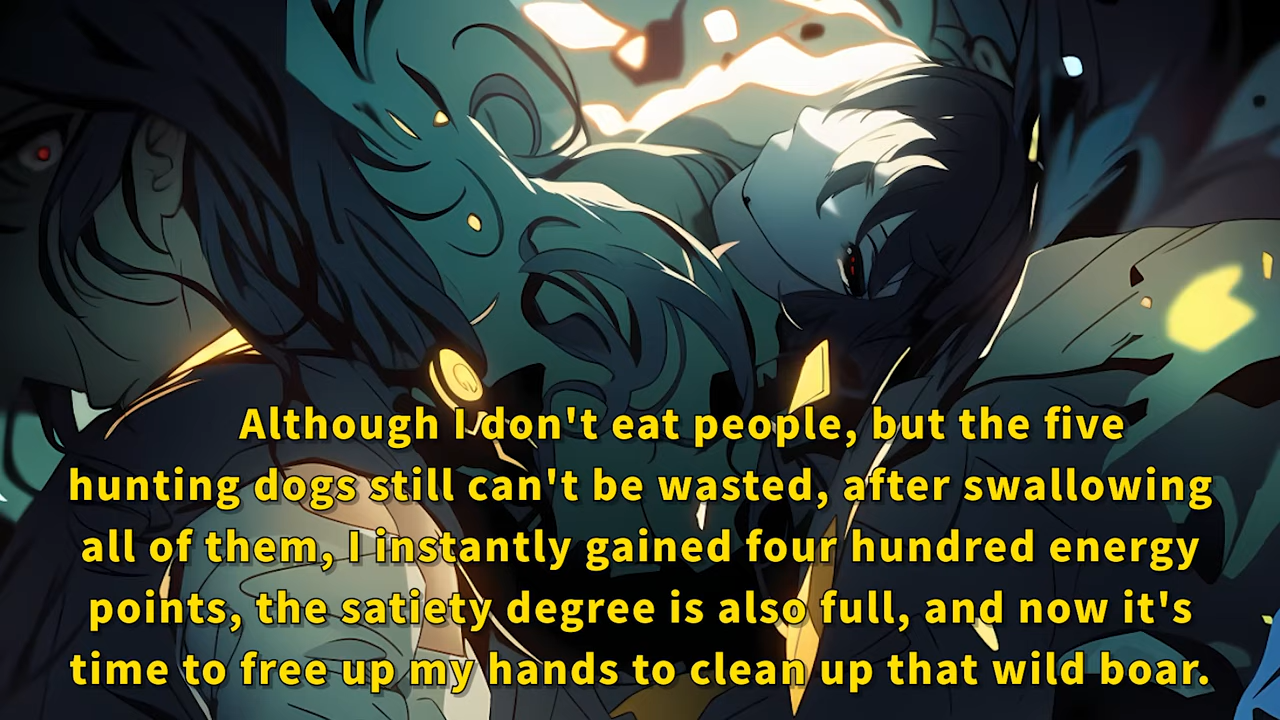 Although I don't eat people, but the five
hunting dogs still can't be wasted, after swallowing
all of them, I instantly gained four hundred energy
points, the satiety degree is also full, and now it's
time to free up my hands to clean up that wild boar.